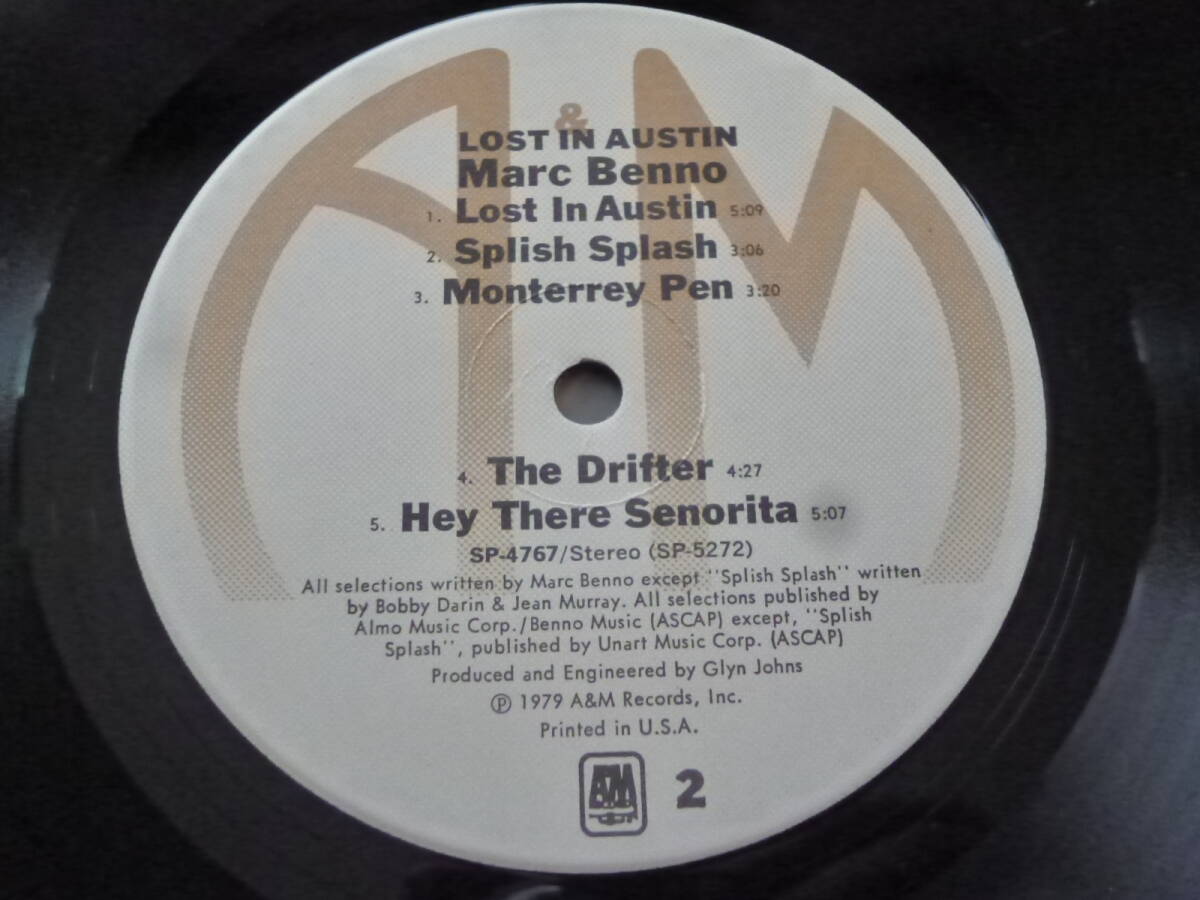 &
LOST IN AUSTIN
Marc Benno
1. Lost In Austin 5:09
2. Splish Splash 3:06
3. Monterrey Pen 3:20
4. The Drifter 4:27
5. Hey There Senorita 5:07
SP-4767/Stereo (SP-5272)
All selections written by Marc Benno except "Splish Splash" written
by Bobby Darin & Jean Murray. All selections published by
Almo Music Corp./Benno Music (ASCAP) except, "Splish
Splash", published by Unart Music Corp. (ASCAP)
Produced and Engineered by Glyn Johns
℗ 1979 A&M Records, Inc.
Printed in U.S.A.
A&M 2